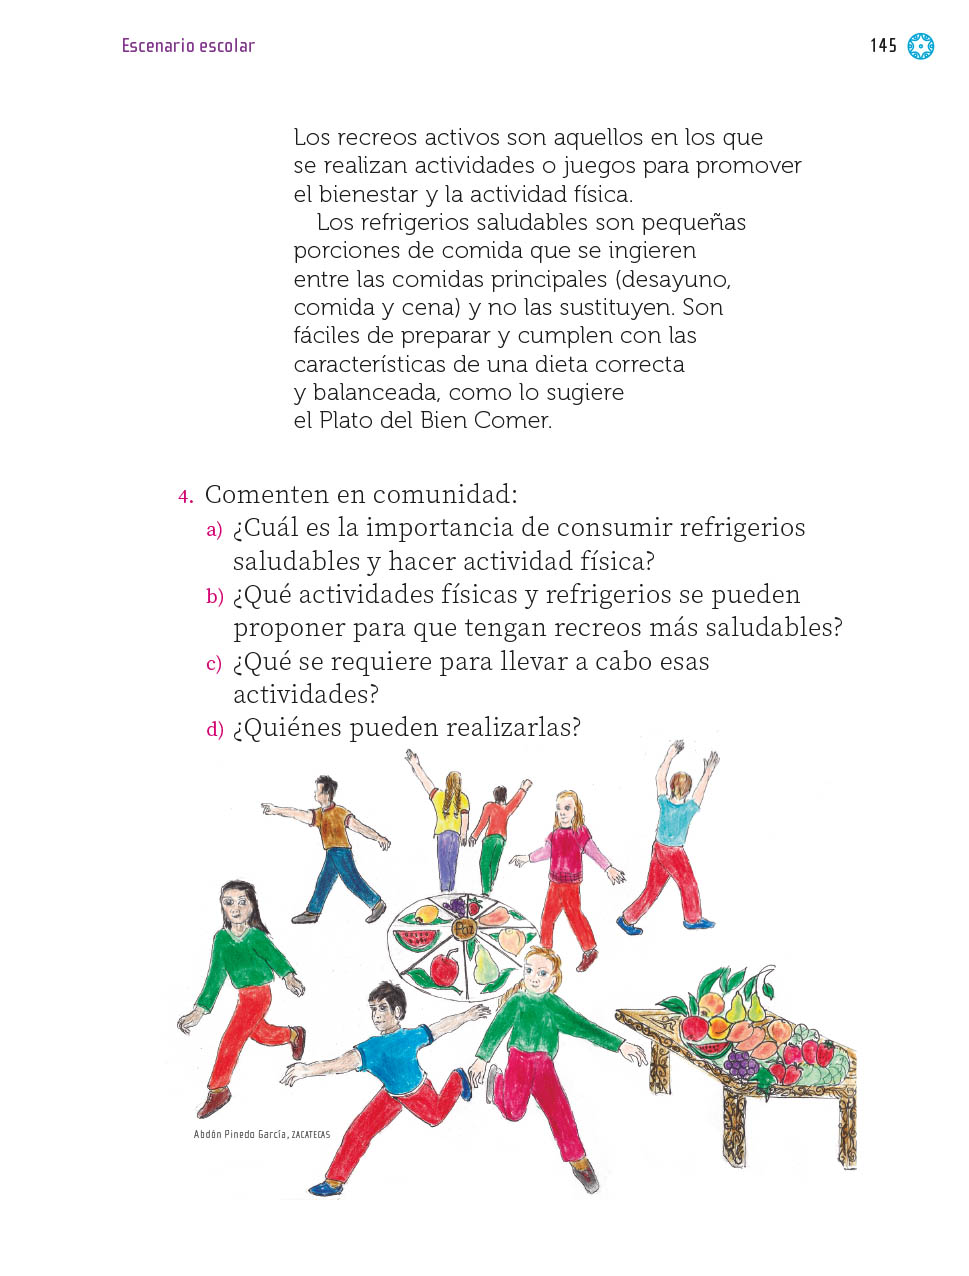 Escenario escolar
145
Los recreos activos son aquellos en los que
se realizan actividades o juegos para promover
el bienestar y la actividad física.
Los refrigerios saludables son pequeñas
porciones de comida que se ingieren
entre las comidas principales (desayuno,
comida y cena) y no las sustituyen. Son
fáciles de preparar y cumplen con las
características de una dieta correcta
y balanceada, como lo sugiere
el Plato del Bien Comer.
4. Comenten en comunidad:
a) ¿Cuál es la importancia de consumir refrigerios
saludables y hacer actividad física?
b) ¿Qué actividades físicas y refrigerios se pueden
proponer para que tengan recreos más saludables?
c) ¿Qué se requiere para llevar a cabo esas
actividades?
d) ¿Quiénes pueden realizarlas?
Paz
Abdón Pinedo García, ZACATECAS